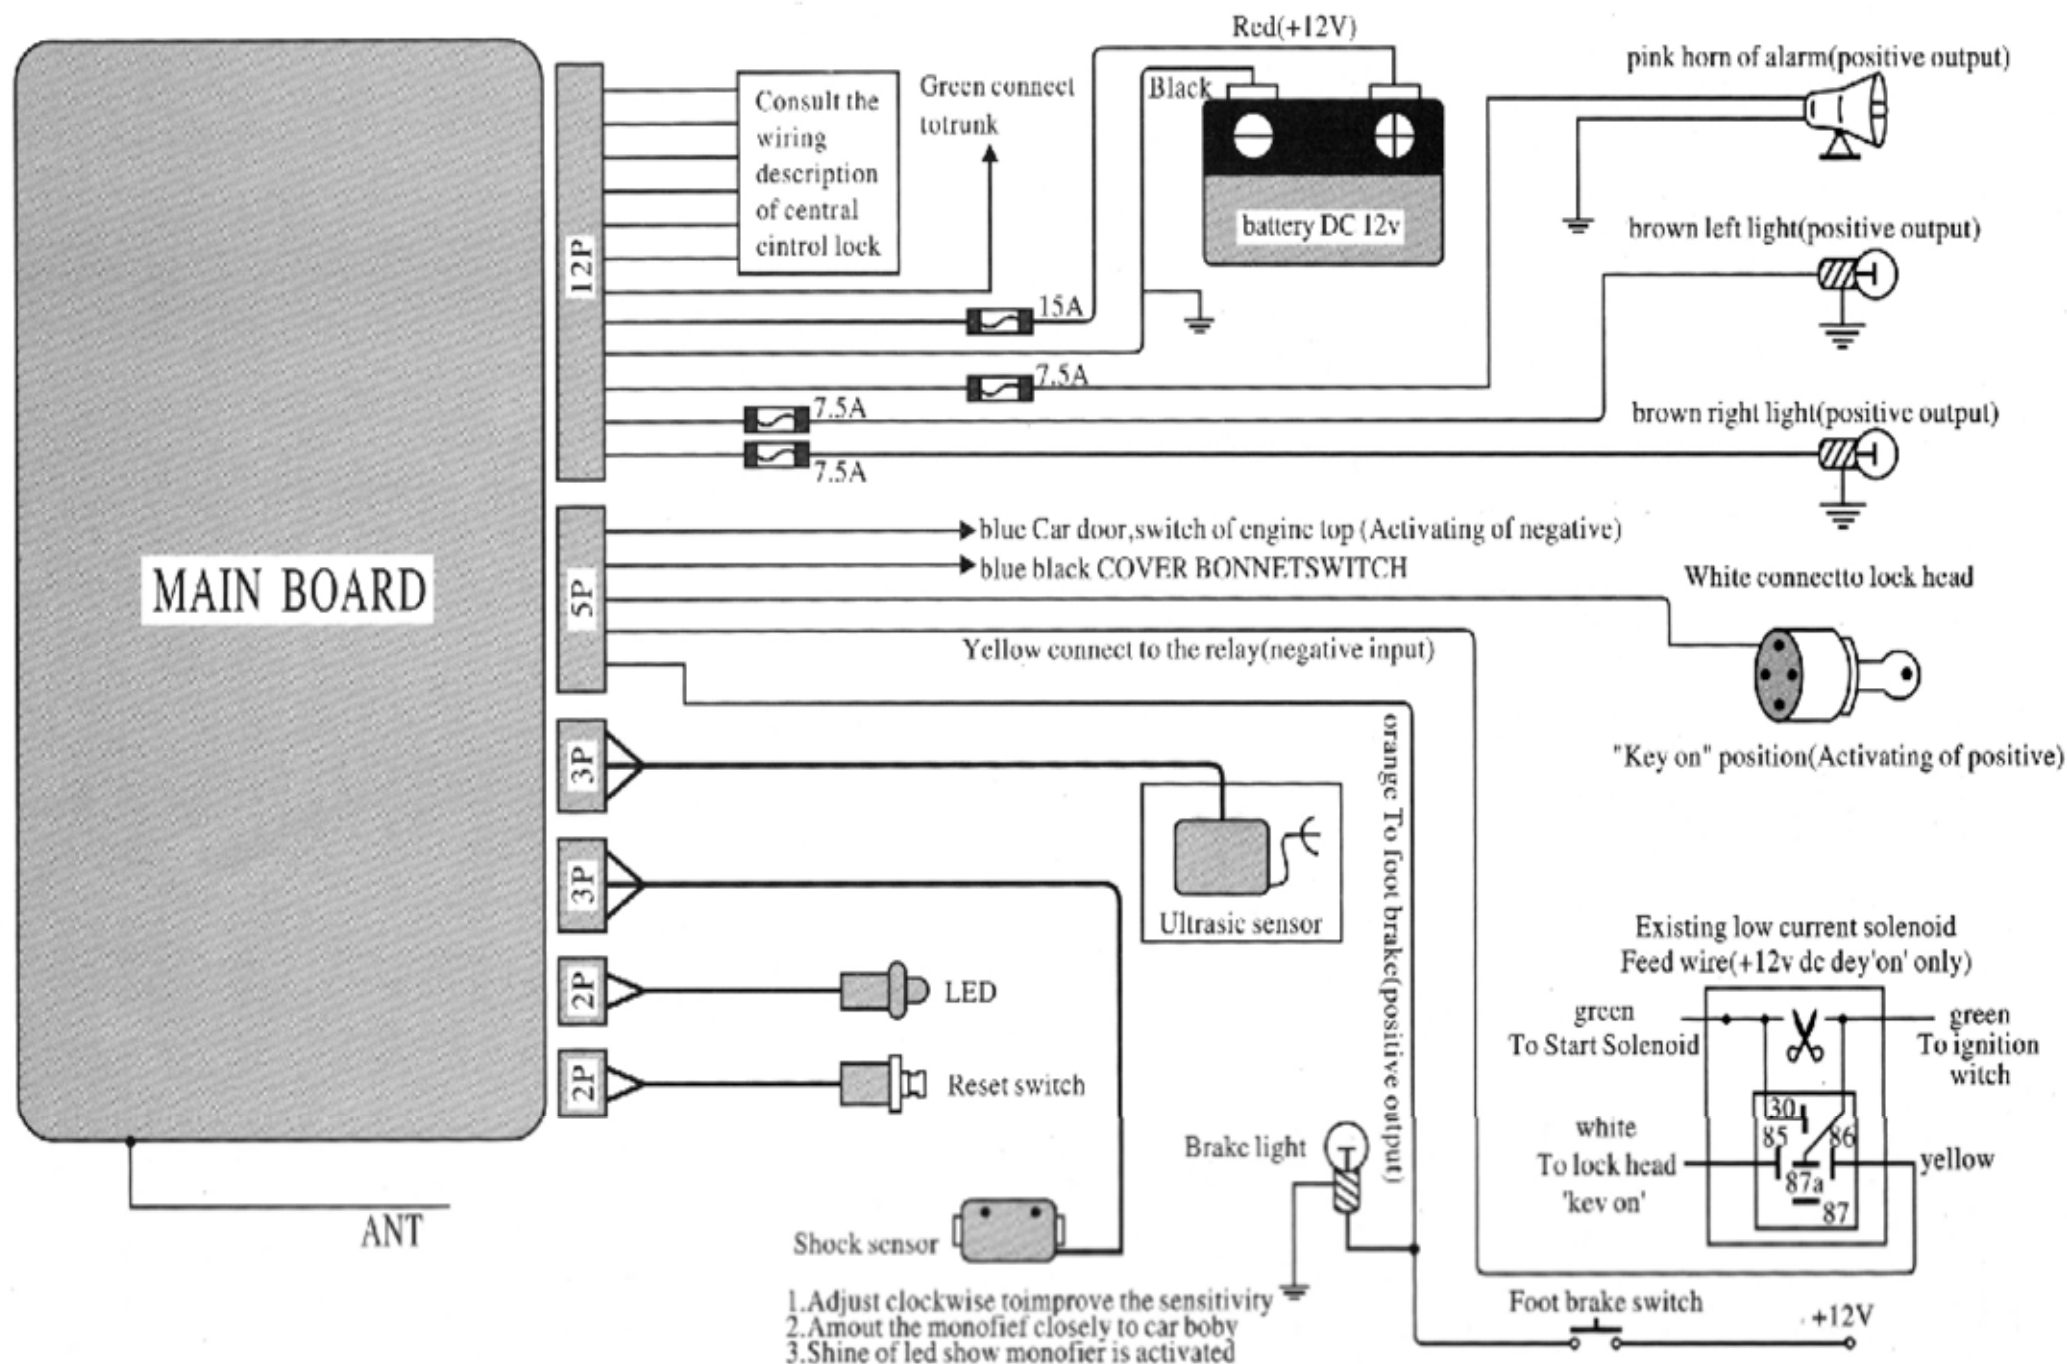 Red(+12V)
pink horn of alarm(positive output)
Green connect
totrunk
Black
Consult the
wiring
description
of central
cintrol lock
battery DC 12v
brown left light(positive output)
12P
15A
7.5A
7.5A
brown right light(positive output)
7.5A
blue Car door,switch of engine top (Activating of negative)
blue black COVER BONNETSWITCH
MAIN BOARD
5P
White connectto lock head
Yellow connect to the relay(negative input)
"Key on" position(Activating of positive)
orange To foot brake(positive output)
3P
3P
Ultrasic sensor
Existing low current solenoid
Feed wire(+12v dc dey'on' only)
2P
LED
green
To Start Solenoid
green
To ignition
witch
2P
Reset switch
30
85
86
87a
87
white
To lock head
'kev on'
yellow
Brake light
ANT
Shock sensor
1.Adjust clockwise toimprove the sensitivity
2.Amout the monofief closely to car boby
3.Shine of led show monofier is activated
Foot brake switch
+12V